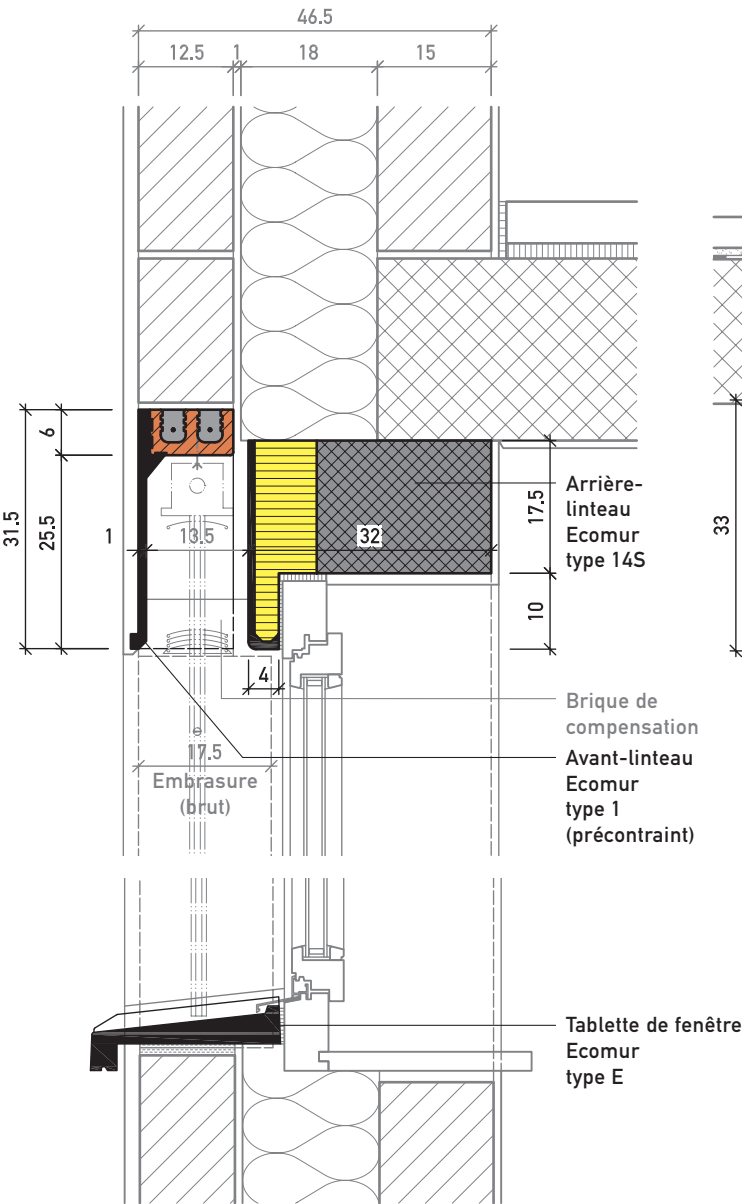 46.5
12.5 1 18 15
6
31.5
25.5
1
13.5
32
17.5
10
33
4
Arrière-
linteau
Ecomur
type 14S
Brique de
compensation
17.5
Embrasure
(brut)
Avant-linteau
Ecomur
type 1
(précontraint)
Tablette de fenêtre
Ecomur
type E